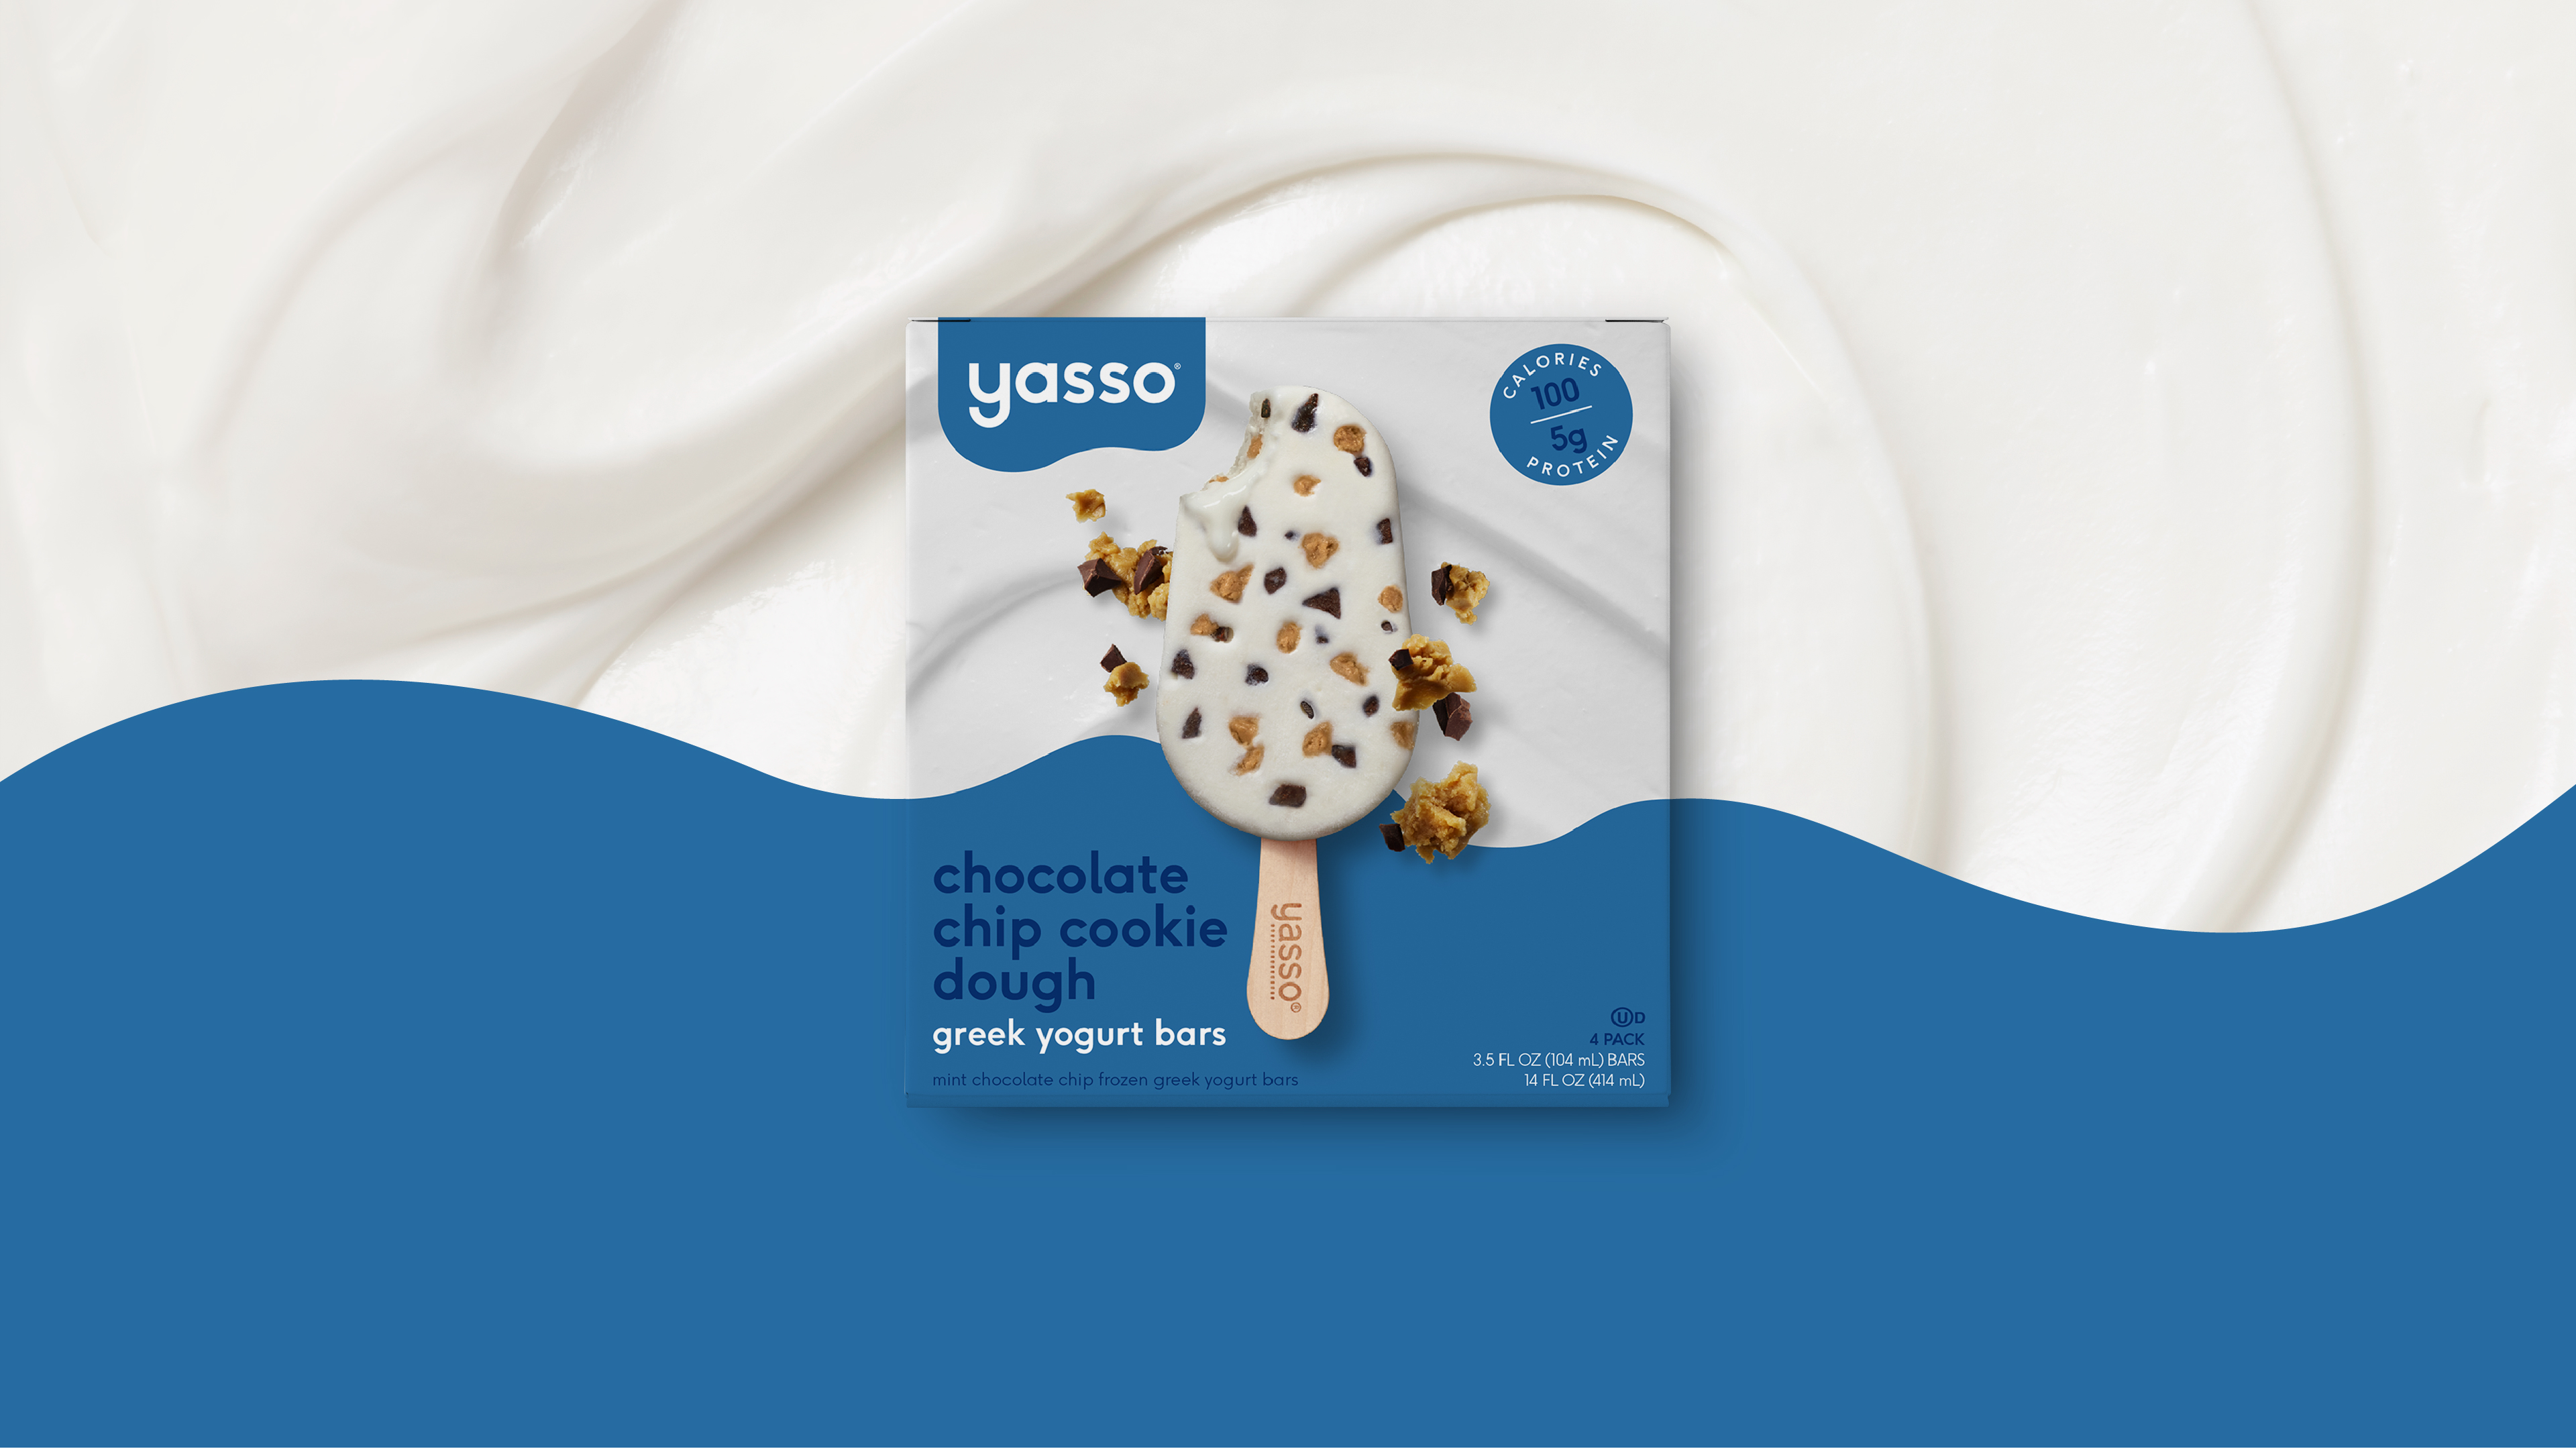 yasso®
CALORIES
100
5g
PROTEIN
yasso®
chocolate
chip cookie
dough
greek yogurt bars
mint chocolate chip frozen greek yogurt bars
UD
4 PACK
3.5 FL OZ (104 mL) BARS
14 FL OZ (414 mL)